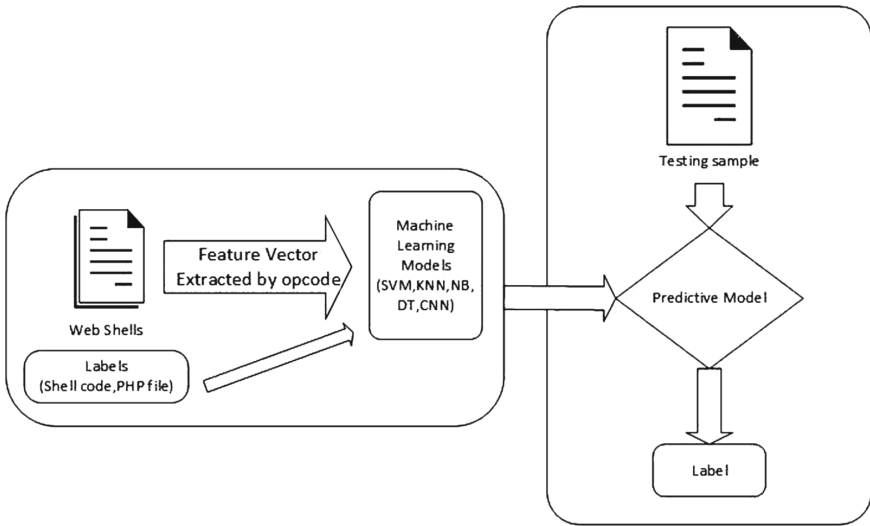 Testing sample
Web Shells
Labels
(Shell code,PHP file)
Feature Vector
Extracted by opcode
Machine
Learning
Models
(SVM,KNN,NB,
DT,CNN)
Predictive Model
Label